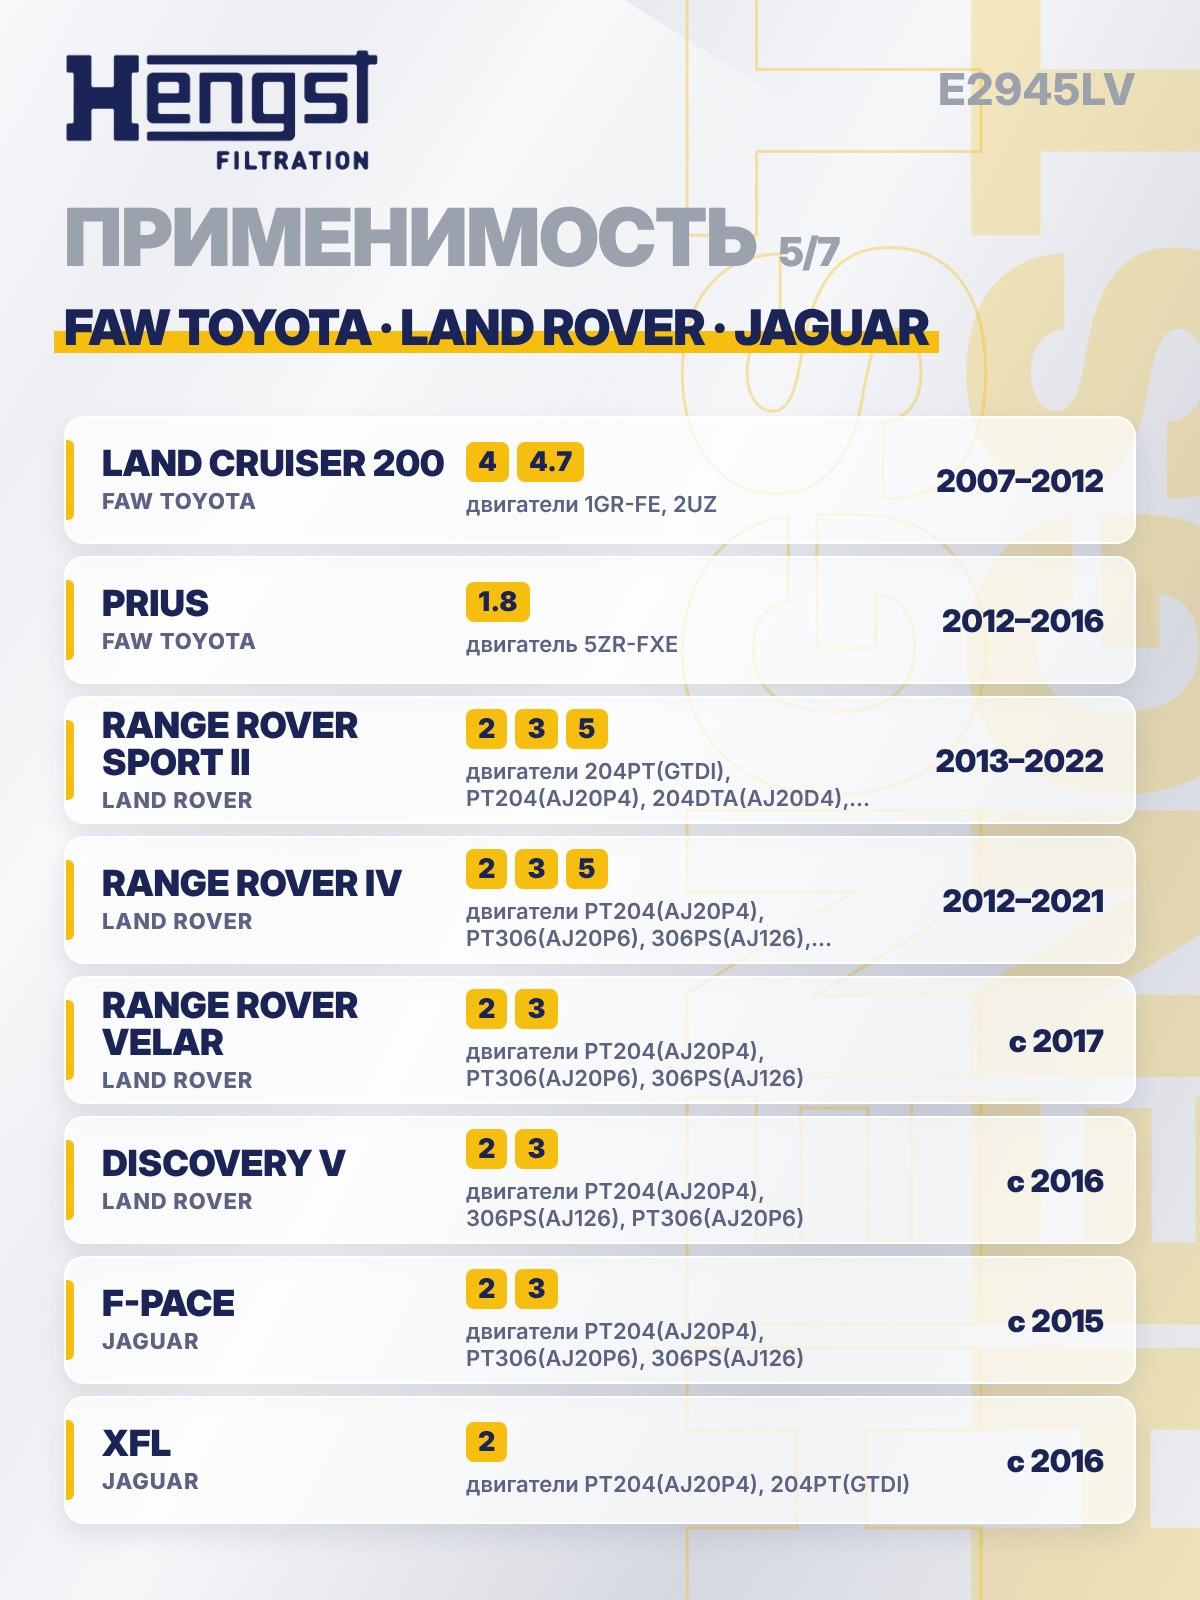 Hengst
FILTRATION
E2945LV
ПРИМЕНИМОСТЬ 5/7
FAW TOYOTA · LAND ROVER · JAGUAR
LAND CRUISER 200
FAW TOYOTA
4 4.7
двигатели 1GR-FE, 2UZ
2007–2012
PRIUS
FAW TOYOTA
1.8
двигатель 5ZR-FXE
2012–2016
RANGE ROVER
SPORT II
LAND ROVER
2 3 5
двигатели 204PT(GTDI),
PT204(AJ20P4), 204DTA(AJ20D4),...
2013–2022
RANGE ROVER IV
LAND ROVER
2 3 5
двигатели PT204(AJ20P4),
PT306(AJ20P6), 306PS(AJ126),...
2012–2021
RANGE ROVER
VELAR
LAND ROVER
2 3
двигатели PT204(AJ20P4),
PT306(AJ20P6), 306PS(AJ126)
с 2017
DISCOVERY V
LAND ROVER
2 3
двигатели PT204(AJ20P4),
306PS(AJ126), PT306(AJ20P6)
с 2016
F-PACE
JAGUAR
2 3
двигатели PT204(AJ20P4),
PT306(AJ20P6), 306PS(AJ126)
с 2015
XFL
JAGUAR
2
двигатели PT204(AJ20P4), 204PT(GTDI)
с 2016
HENGST
HENGST